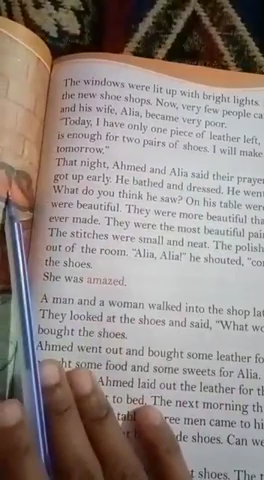 The windows were lit up with bright lights.
the new shoe shops. Now, very few people ca
and his wife, Alia, became very poor.
"Today, I have only one piece of leather left,
is enough for two pairs of shoes. I will make
tomorrow."
That night, Ahmed and Alia said their prayer
got up early. He bathed and dressed. He went
What do you think he saw? On his table were
were beautiful. They were more beautiful tha
ever made. They were the most beautiful pai
The stitches were small and neat. The polish
out of the room. "Alia, Alia!" he shouted, "co
the shoes.
She was amazed.
A man and a woman walked into the shop lat
They looked at the shoes and said, "What wo
bought the shoes.
Ahmed went out and bought some leather fo
ght some food and some sweets for Alia.
Ahmed laid out the leather for th
to bed. The next morning th
tabl ree men came to hi
de shoes. Can we
t shoes. The t